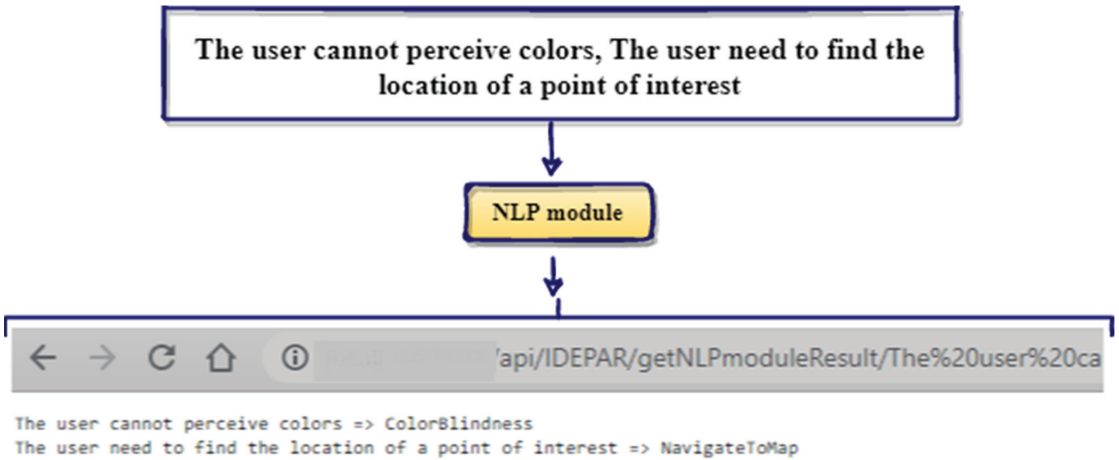 The user cannot perceive colors, The user need to find the
location of a point of interest
NLP module
/api/IDEPAR/getNLPmoduleResult/The%20user%20ca
The user cannot perceive colors => ColorBlindness
The user need to find the location of a point of interest => NavigateToMap